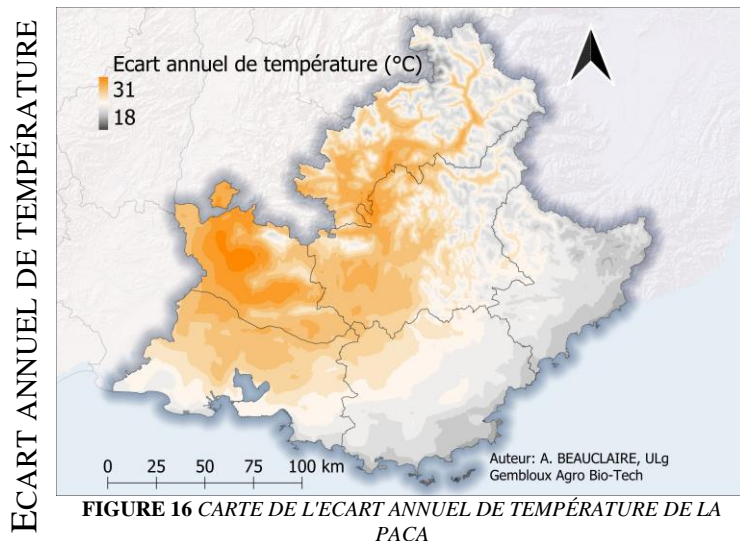 ECART ANNUEL DE TEMPÉRATURE
Ecart annuel de température (°C)
31
18
0 25 50 75 100 km
Auteur: A. BEAUCLAIRE, ULg
Gembloux Agro Bio-Tech
FIGURE 16 CARTE DE L'ECART ANNUEL DE TEMPÉRATURE DE LA
PACA